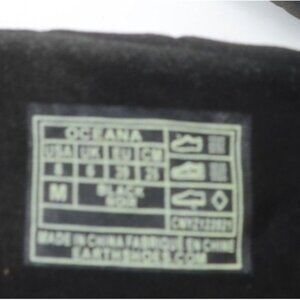 OCEANA
USA UK EU CM
8 6 39 25
M BLACK
NOIR
MADE IN CHINA FABRIQUE EN CHINE
EARTHSHOES.COM